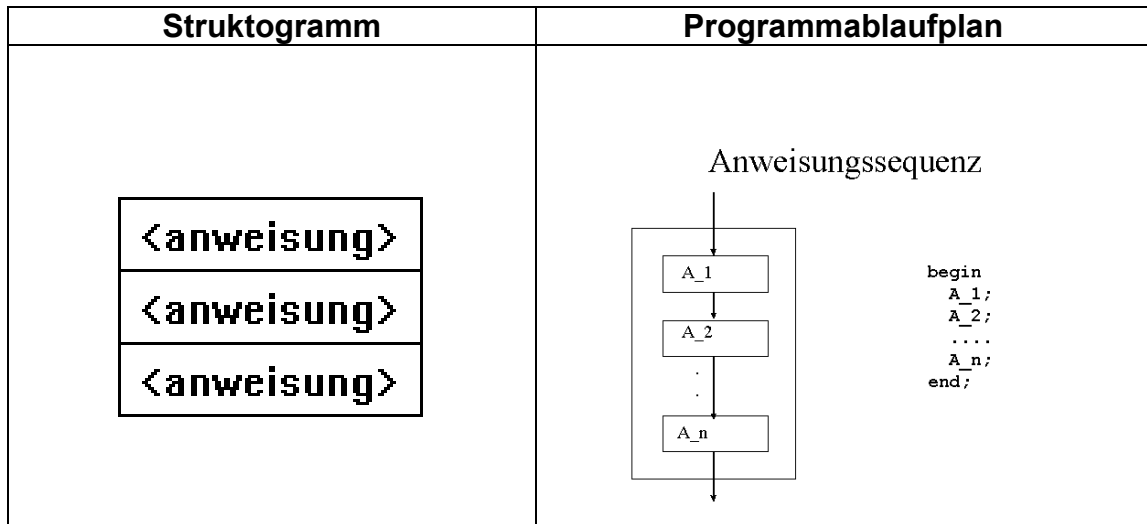 Struktogramm
Programmablaufplan
<anweisung>
<anweisung>
<anweisung>
Anweisungssequenz
A_1
A_2
.
.
A_n
begin
A_1;
A_2;
....
A_n;
end;